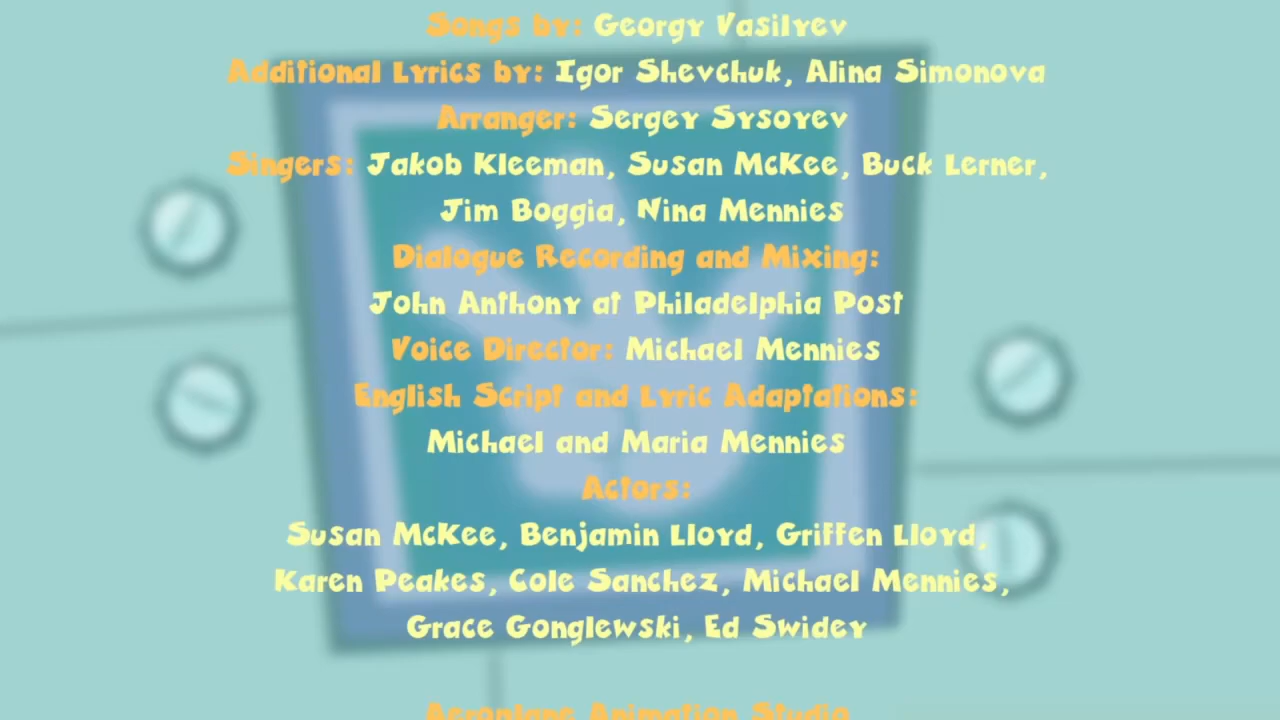 Songs by: Georgy Vasilyev
Additional Lyrics by: Igor Shevchuk, Alina Simonova
Arranger: Sergey Sysoyev
Singers: Jakob Kleeman, Susan McKee, Buck Lerner,
Jim Boggia, Nina Mennies
Dialogue Recording and Mixing:
John Anthony at Philadelphia Post
Voice Director: Michael Mennies
English Script and Lyric Adaptations:
Michael and Maria Mennies
Actors:
Susan McKee, Benjamin Lloyd, Griffen Lloyd,
Karen Peakes, Cole Sanchez, Michael Mennies,
Grace Gonglewski, Ed Swidey
Aeroplane Animation Studio